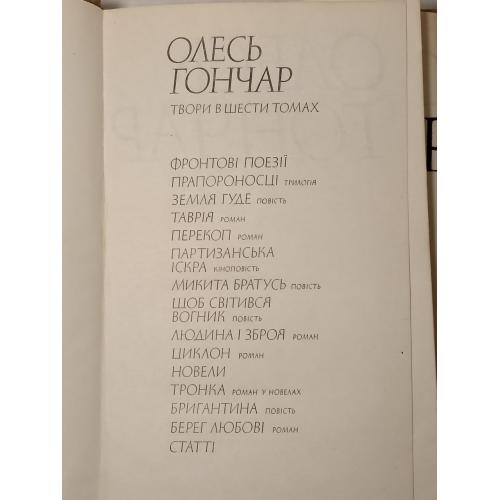 ОЛЕСЬ
ГОНЧАР
ТВОРИ В ШЕСТИ ТОМАХ
ФРОНТОВІ ПОЕЗІЇ
ПРАПОРОНОСЦІ ТРИЛОГІЯ
ЗЕМЛЯ ГУДЕ ПОВІСТЬ
ТАВРІЯ РОМАН
ПЕРЕКОП РОМАН
ПАРТИЗАНСЬКА
ІСКРА КІНОПОВІСТЬ
МИКИТА БРАТУСЬ ПОВІСТЬ
ЩОБ СВІТИВСЯ
ВОГНИК ПОВІСТЬ
ЛЮДИНА І ЗБРОЯ РОМАН
ЦИКЛОН РОМАН
НОВЕЛИ
ТРОНКА РОМАН У НОВЕЛАХ
БРИГАНТИНА ПОВІСТЬ
БЕРЕГ ЛЮБОВІ РОМАН
СТАТТІ